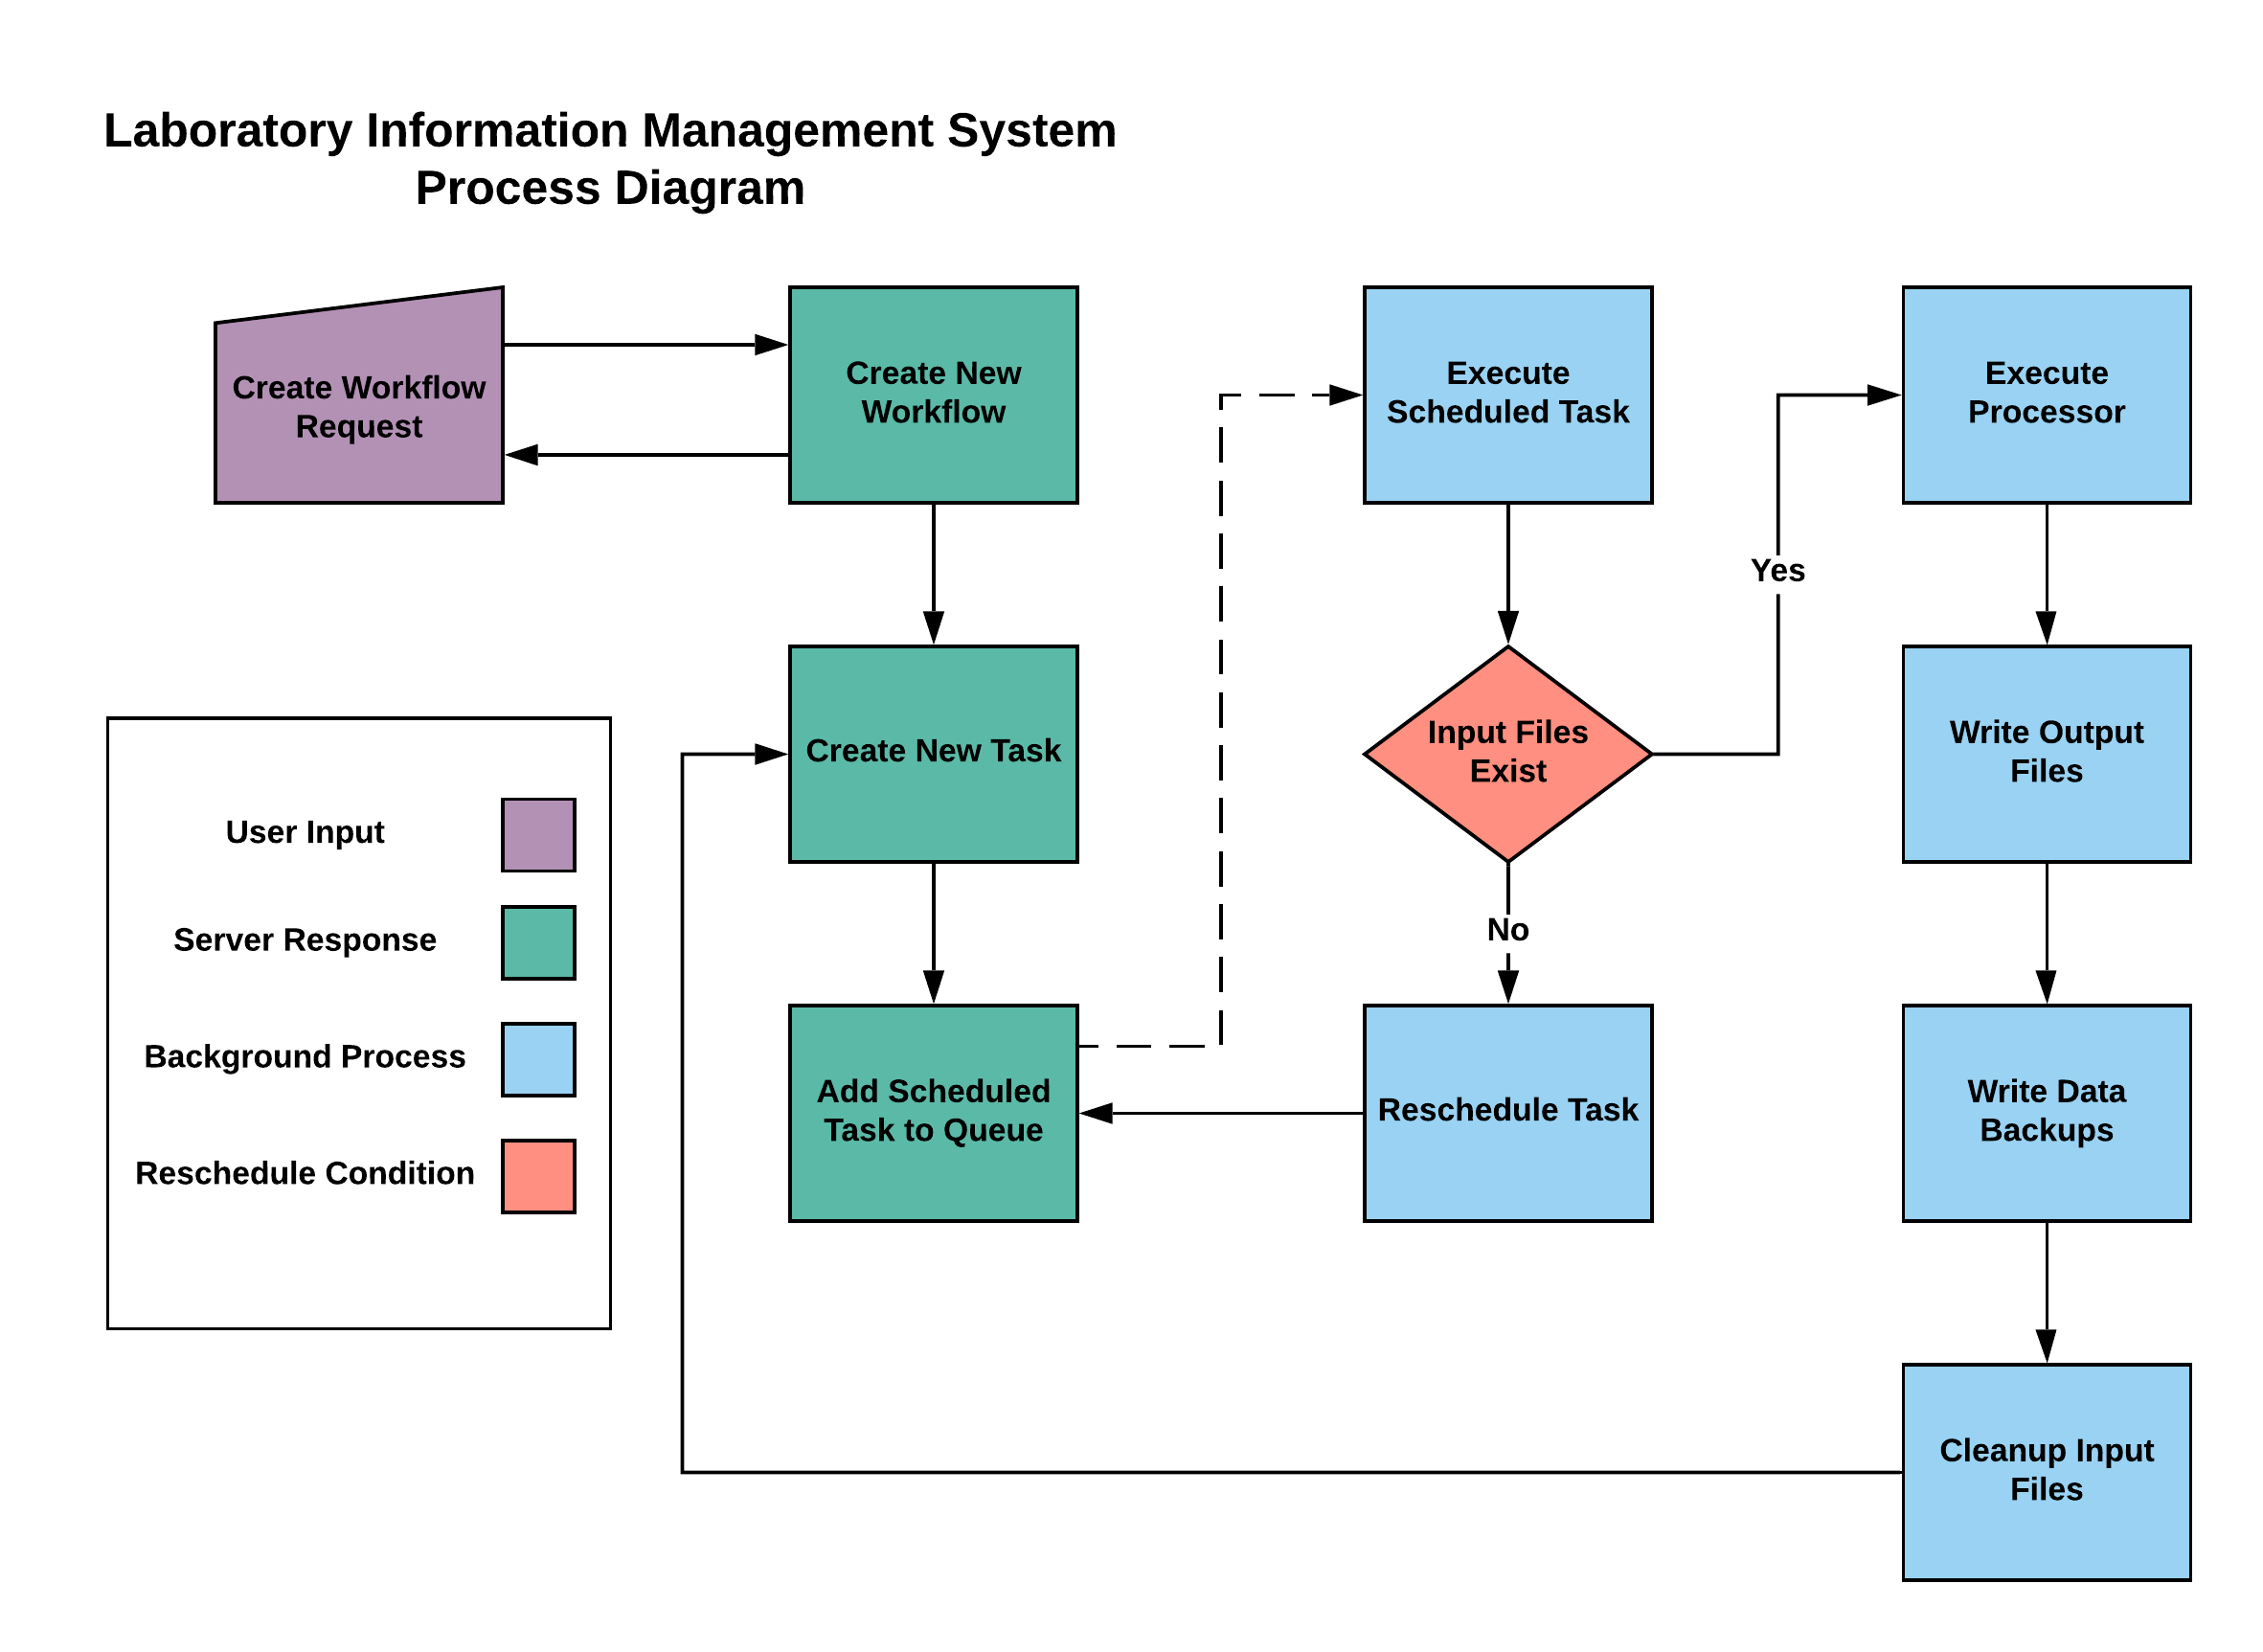 Laboratory Information Management System
Process Diagram
Create Workflow
Request
Create New
Workflow
Execute
Scheduled Task
Execute
Processor
Yes
Create New Task
Input Files
Exist
Write Output
Files
User Input
Server Response
Background Process
Reschedule Condition
No
Add Scheduled
Task to Queue
Reschedule Task
Write Data
Backups
Cleanup Input
Files